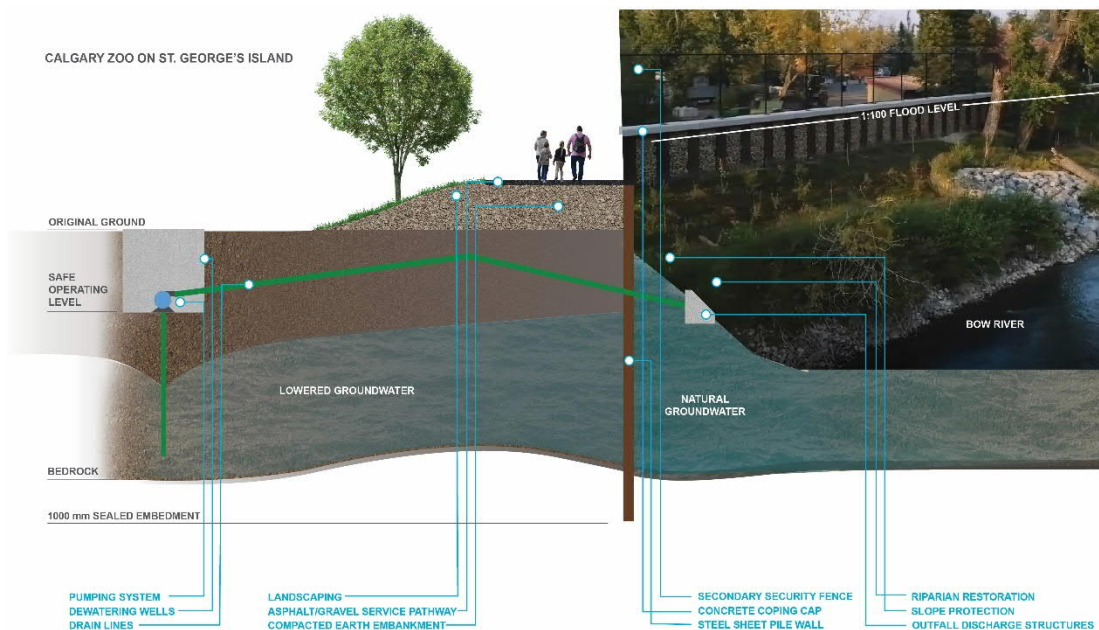 CALGARY ZOO ON ST. GEORGE'S ISLAND
1:100 FLOOD LEVEL
ORIGINAL GROUND
SAFE
OPERATING
LEVEL
BOW RIVER
LOWERED GROUNDWATER
NATURAL
GROUNDWATER
BEDROCK
1000 mm SEALED EMBEDMENT
PUMPING SYSTEM
DEWATERING WELLS
DRAIN LINES
LANDSCAPING
ASPHALT/GRAVEL SERVICE PATHWAY
COMPACTED EARTH EMBANKMENT
SECONDARY SECURITY FENCE
CONCRETE COPING CAP
STEEL SHEET PILE WALL
RIPARIAN RESTORATION
SLOPE PROTECTION
OUTFALL DISCHARGE STRUCTURES